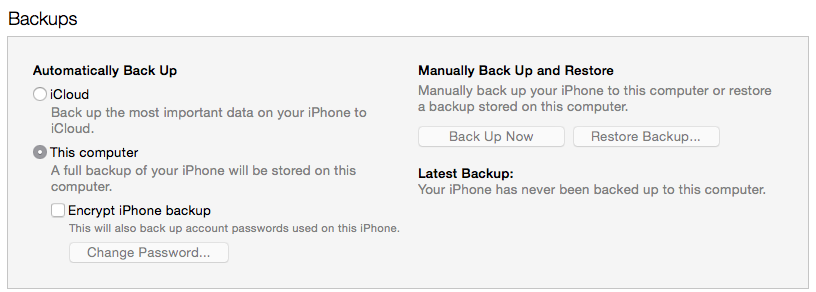 Backups
Automatically Back Up
iCloud
Back up the most important data on your iPhone to
iCloud.
This computer
A full backup of your iPhone will be stored on this
computer.
Encrypt iPhone backup
This will also back up account passwords used on this iPhone.
Change Password...
Manually Back Up and Restore
Manually back up your iPhone to this computer or restore
a backup stored on this computer.
Back Up Now
Restore Backup...
Latest Backup:
Your iPhone has never been backed up to this computer.